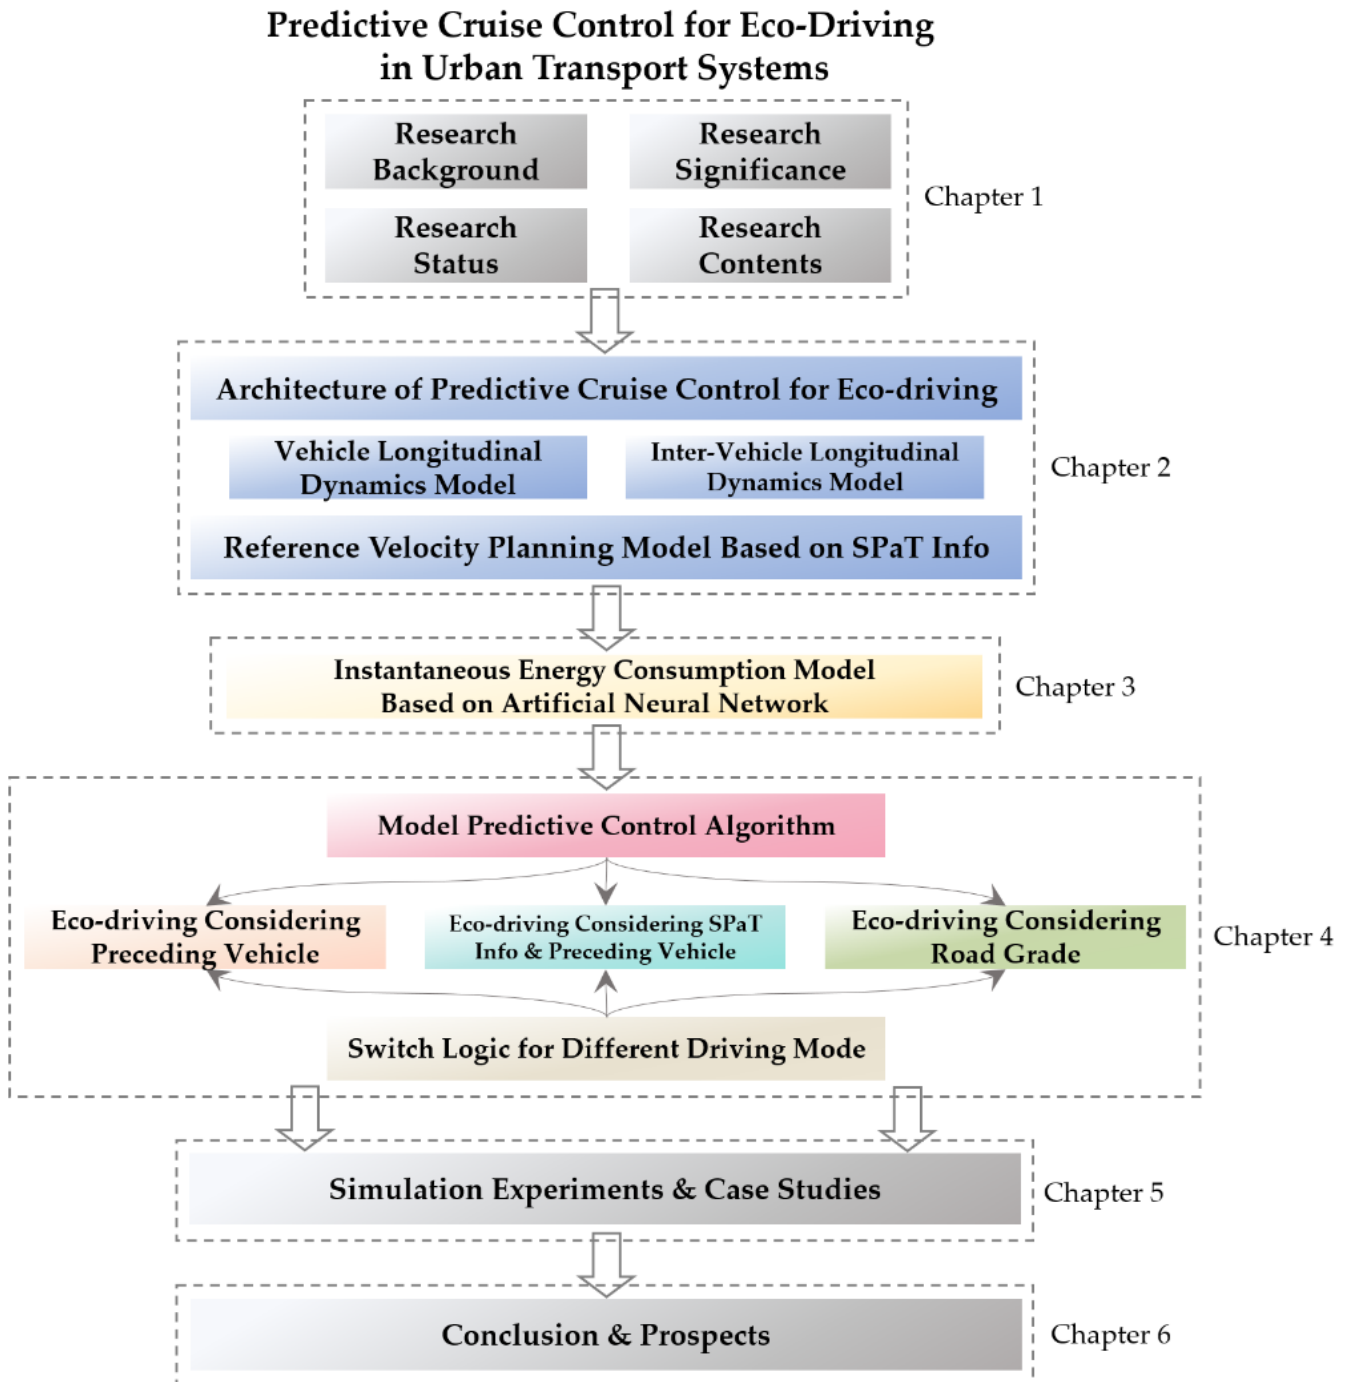 Predictive Cruise Control for Eco-Driving
in Urban Transport Systems
Research
Background
Research
Significance
Research
Status
Research
Contents
Chapter 1
Architecture of Predictive Cruise Control for Eco-driving
Vehicle Longitudinal
Dynamics Model
Inter-Vehicle Longitudinal
Dynamics Model
Reference Velocity Planning Model Based on SPaT Info
Chapter 2
Instantaneous Energy Consumption Model
Based on Artificial Neural Network
Chapter 3
Model Predictive Control Algorithm
Eco-driving Considering
Preceding Vehicle
Eco-driving Considering SPaT
Info & Preceding Vehicle
Eco-driving Considering
Road Grade
Switch Logic for Different Driving Mode
Chapter 4
Simulation Experiments & Case Studies
Chapter 5
Conclusion & Prospects
Chapter 6